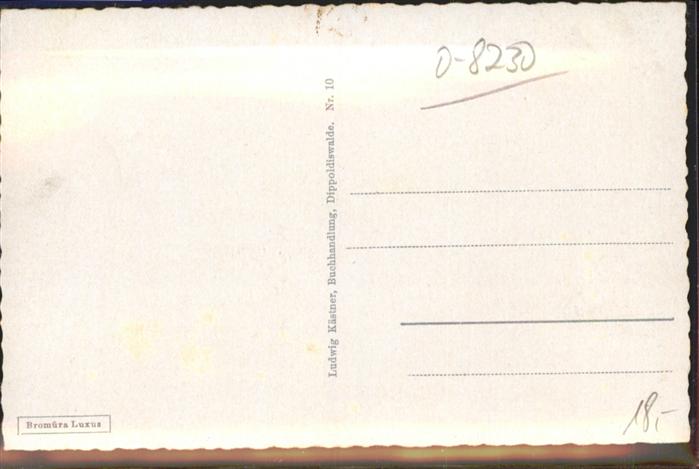 O-8230
Ludwig Kästner, Buchhandlung, Dippoldiswalde. Nr. 10
Bromüra Luxus
18,-